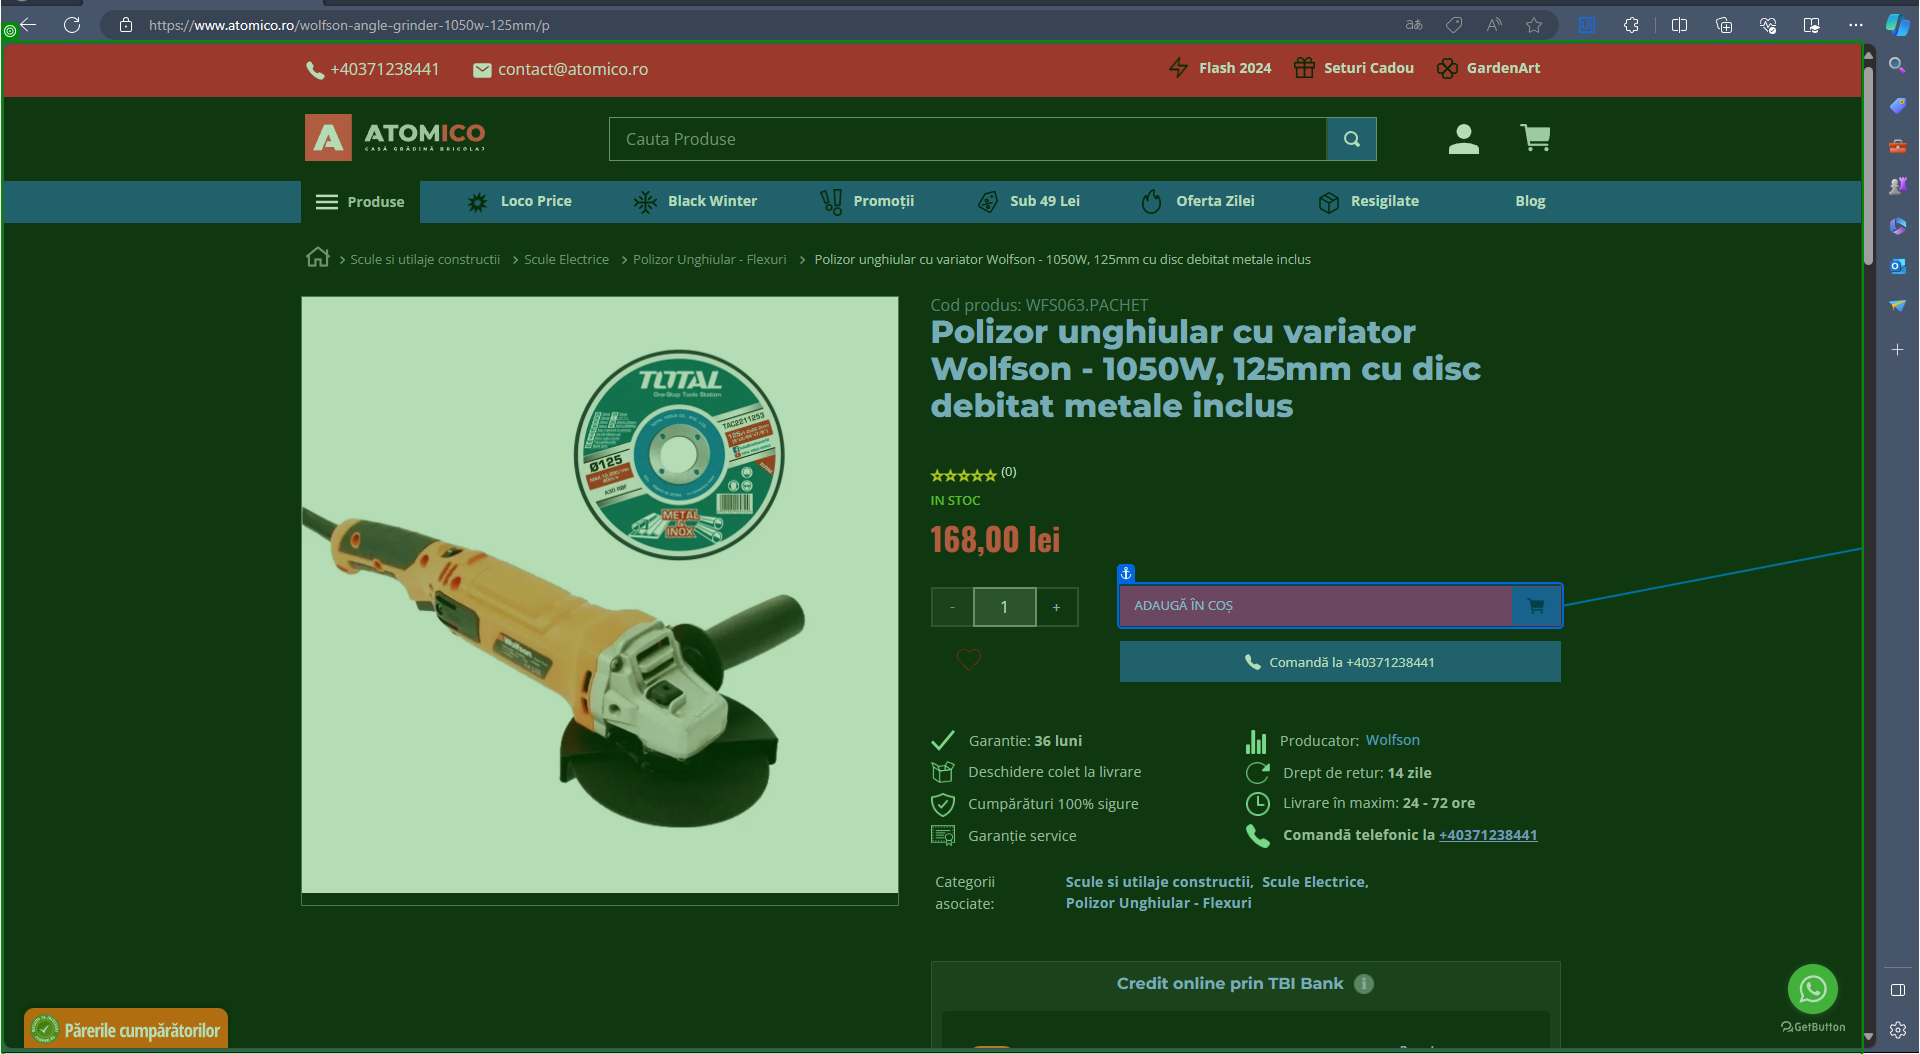 https://www.atomico.ro/wolfson-angle-grinder-1050w-125mm/p
+40371238441
contact@atomico.ro
Flash 2024
Seturi Cadou
GardenArt
ATOMICO
CASĂ GRĂDINĂ BRICOLAJ
Cauta Produse
Produse
Loco Price
Black Winter
Promoții
Sub 49 Lei
Oferta Zilei
Resigilate
Blog
Scule si utilaje constructii
Scule Electrice
Polizor Unghiular - Flexuri
Polizor unghiular cu variator Wolfson - 1050W, 125mm cu disc debitat metale inclus
Cod produs: WFS063.PACHET
Polizor unghiular cu variator
Wolfson - 1050W, 125mm cu disc
debitat metale inclus
TOTAL
One-Stop Tools Station
TAC2211253
Ø125
METAL
&
INOX
Wolfson
(0)
IN STOC
168,00 lei
- 1 +
ADAUGĂ ÎN COȘ
Comandă la +40371238441
Garantie: 36 luni
Producator: Wolfson
Deschidere colet la livrare
Drept de retur: 14 zile
Cumpărături 100% sigure
Livrare în maxim: 24 - 72 ore
Garanție service
Comandă telefonic la +40371238441
Categorii
asociate:
Scule si utilaje constructii, Scule Electrice,
Polizor Unghiular - Flexuri
Credit online prin TBI Bank
Părerile cumpărătorilor
GetButton